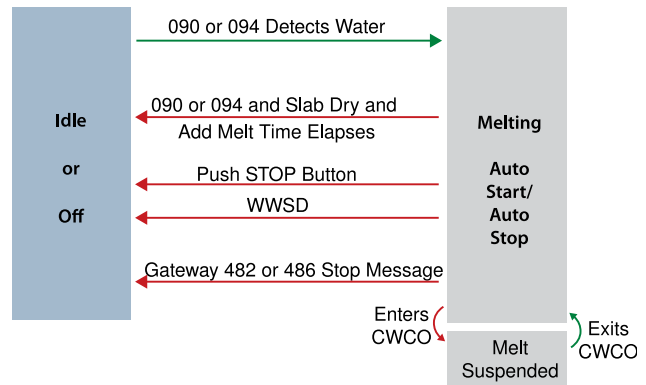 090 or 094 Detects Water
090 or 094 and Slab Dry and
Add Melt Time Elapses
Idle
or
Off
Push STOP Button
WWSD
Gateway 482 or 486 Stop Message
Melting
Auto
Start/
Auto
Stop
Enters
CWCO
Melt
Suspended
Exits
CWCO